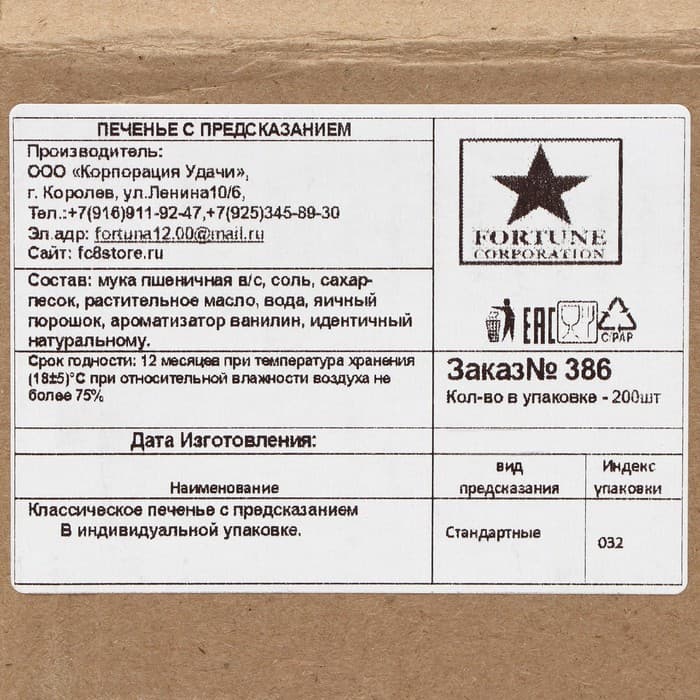 ПЕЧЕНЬЕ С ПРЕДСКАЗАНИЕМ
Производитель:
ООО «Корпорация Удачи»,
г. Королев, ул.Ленина10/6,
Тел.:+7(916)911-92-47,+7(925)345-89-30
Эл.адр: fortuna12.00@mail.ru
Сайт: fc8store.ru
Состав: мука пшеничная в/с, соль, сахар-
песок, растительное масло, вода, яичный
порошок, ароматизатор ванилин, идентичный
натуральному.
Срок годности: 12 месяцев при температура хранения
(18±5)°С при относительной влажности воздуха не
более 75%
Дата Изготовления:
Наименование
Классическое печенье с предсказанием
В индивидуальной упаковке.
FORTUNE
CORPORATION
EAC
C/PAP
Заказ№ 386
Кол-во в упаковке - 200шт
вид
предсказания
Индекс
упаковки
Стандартные
032